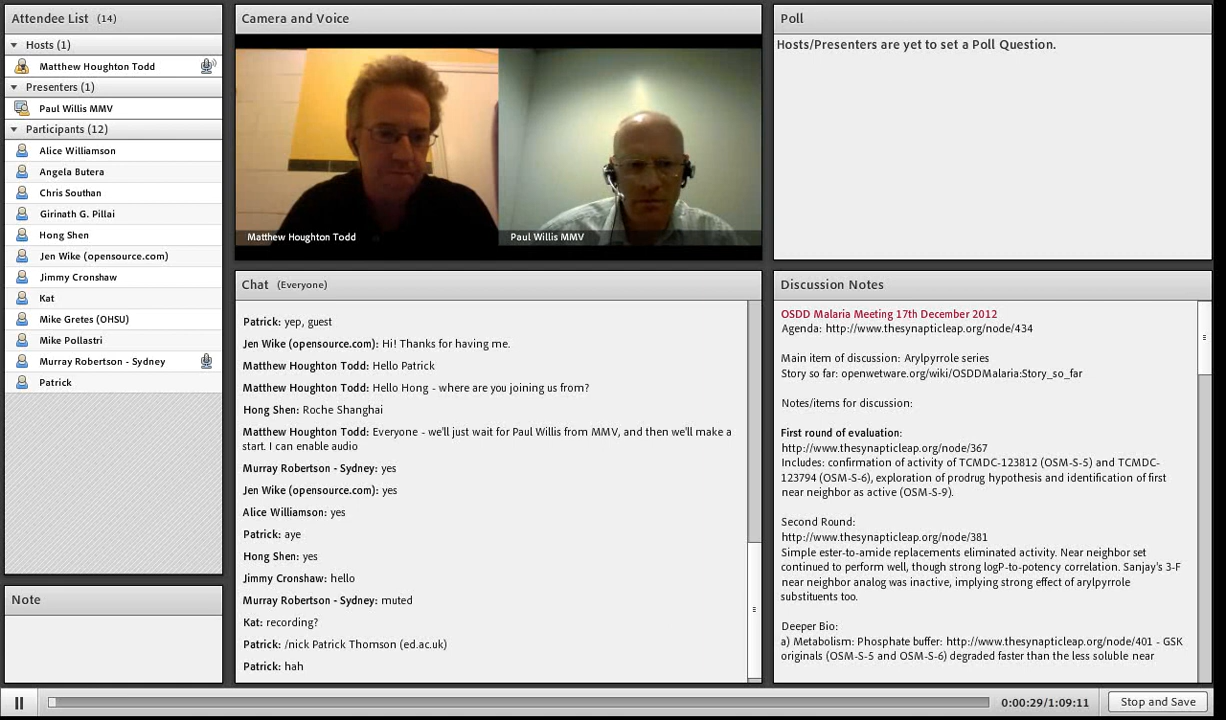 Attendee List (14)
Hosts (1)
Matthew Houghton Todd
Presenters (1)
Paul Willis MMV
Participants (12)
Alice Williamson
Angela Butera
Chris Southan
Girinath G. Pillai
Hong Shen
Jen Wike (opensource.com)
Jimmy Cronshaw
Kat
Mike Gretes (OHSU)
Mike Pollastri
Murray Robertson - Sydney
Patrick
Note
Camera and Voice
Matthew Houghton Todd
Paul Willis MMV
Chat (Everyone)
Patrick: yep, guest
Jen Wike (opensource.com): Hi! Thanks for having me.
Matthew Houghton Todd: Hello Patrick
Matthew Houghton Todd: Hello Hong - where are you joining us from?
Hong Shen: Roche Shanghai
Matthew Houghton Todd: Everyone - we'll just wait for Paul Willis from MMV, and then we'll make a
start. I can enable audio
Murray Robertson - Sydney: yes
Jen Wike (opensource.com): yes
Alice Williamson: yes
Patrick: aye
Hong Shen: yes
Jimmy Cronshaw: hello
Murray Robertson - Sydney: muted
Kat: recording?
Patrick: /nick Patrick Thomson (ed.ac.uk)
Patrick: hah
Poll
Hosts/Presenters are yet to set a Poll Question.
Discussion Notes
OSDD Malaria Meeting 17th December 2012
Agenda: http://www.thesynapticleap.org/node/434
Main item of discussion: Arylpyrrole series
Story so far: openwetware.org/wiki/OSDDMalaria:Story_so_far
Notes/items for discussion:
First round of evaluation:
http://www.thesynapticleap.org/node/367
Includes: confirmation of activity of TCMDC-123812 (OSM-S-5) and TCMDC-
123794 (OSM-S-6), exploration of prodrug hypothesis and identification of first
near neighbor as active (OSM-S-9).
Second Round:
http://www.thesynapticleap.org/node/381
Simple ester-to-amide replacements eliminated activity. Near neighbor set
continued to perform well, though strong logP-to-potency correlation. Sanjay's 3-F
near neighbor analog was inactive, implying strong effect of arylpyrrole
substituents too.
Deeper Bio:
a) Metabolism: Phosphate buffer: http://www.thesynapticleap.org/node/401 - GSK
originals (OSM-S-5 and OSM-S-6) degraded faster than the less soluble near
0:00:29/1:09:11
Stop and Save